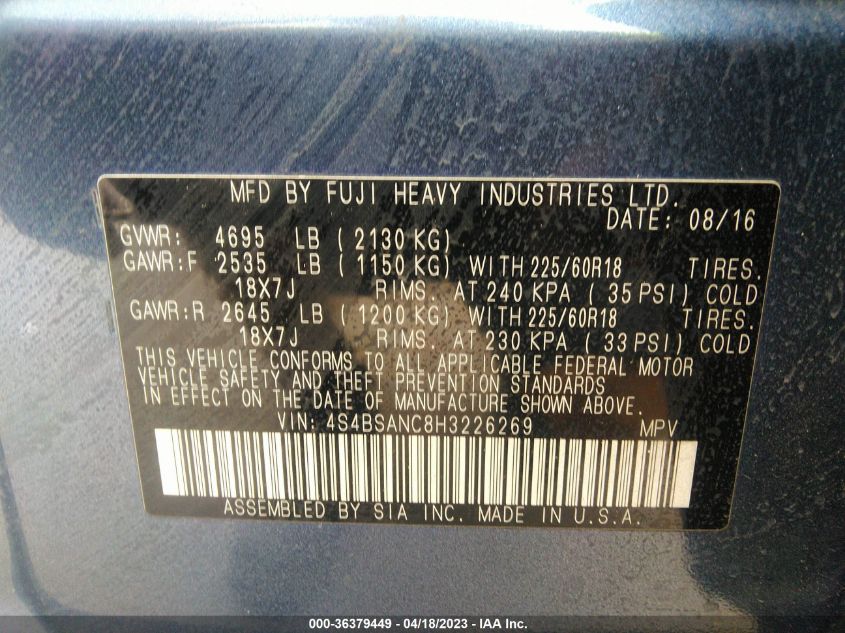 MFD BY FUJI HEAVY INDUSTRIES LTD.
DATE: 08/16
GVWR: 4695 LB ( 2130 KG)
GAWR:F 2535 LB ( 1150 KG) WITH 225/60R18 TIRES.
18X7J RIMS. AT 240 KPA ( 35 PSI) COLD
GAWR:R 2645 LB ( 1200 KG) WITH 225/60R18 TIRES.
18X7J RIMS. AT 230 KPA ( 33 PSI) COLD
THIS VEHICLE CONFORMS TO ALL APPLICABLE FEDERAL MOTOR
VEHICLE SAFETY AND THEFT PREVENTION STANDARDS
IN EFFECT ON THE DATE OF MANUFACTURE SHOWN ABOVE.
VIN: 4S4BSANC8H3226269 MPV
ASSEMBLED BY SIA INC. MADE IN U.S.A.
000-36379449 - 04/18/2023 - IAA Inc.